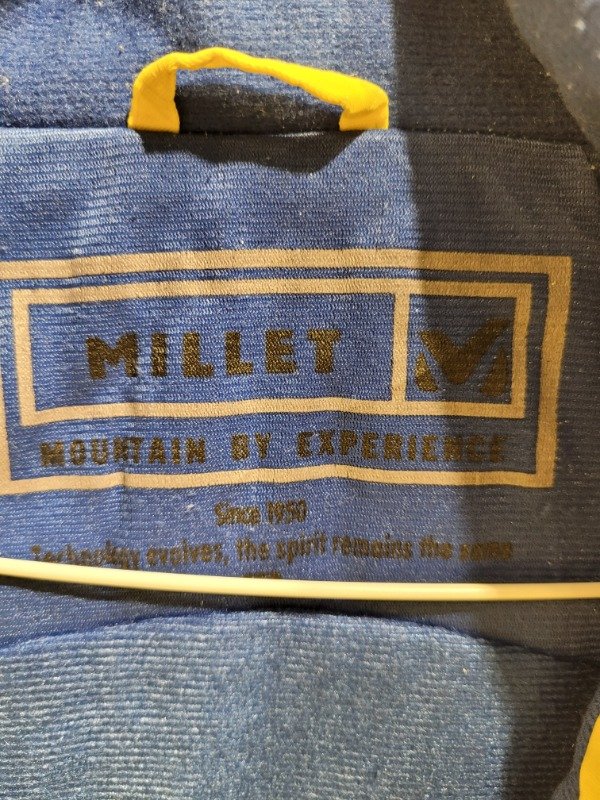 MILLET
MOUNTAIN BY EXPERIENCE
Since 1950
Technology evolves, the spirit remains the same